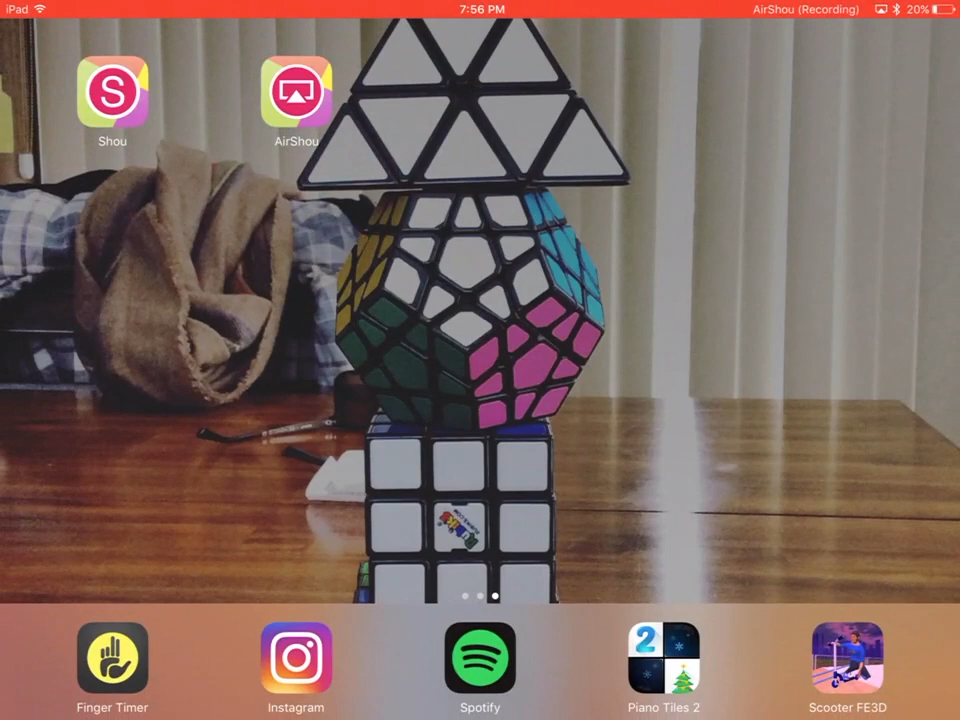 iPad 7:56 PM AirShou (Recording) 20%
S
Shou AirShou
2
Finger Timer Instagram Spotify Piano Tiles 2 Scooter FE3D